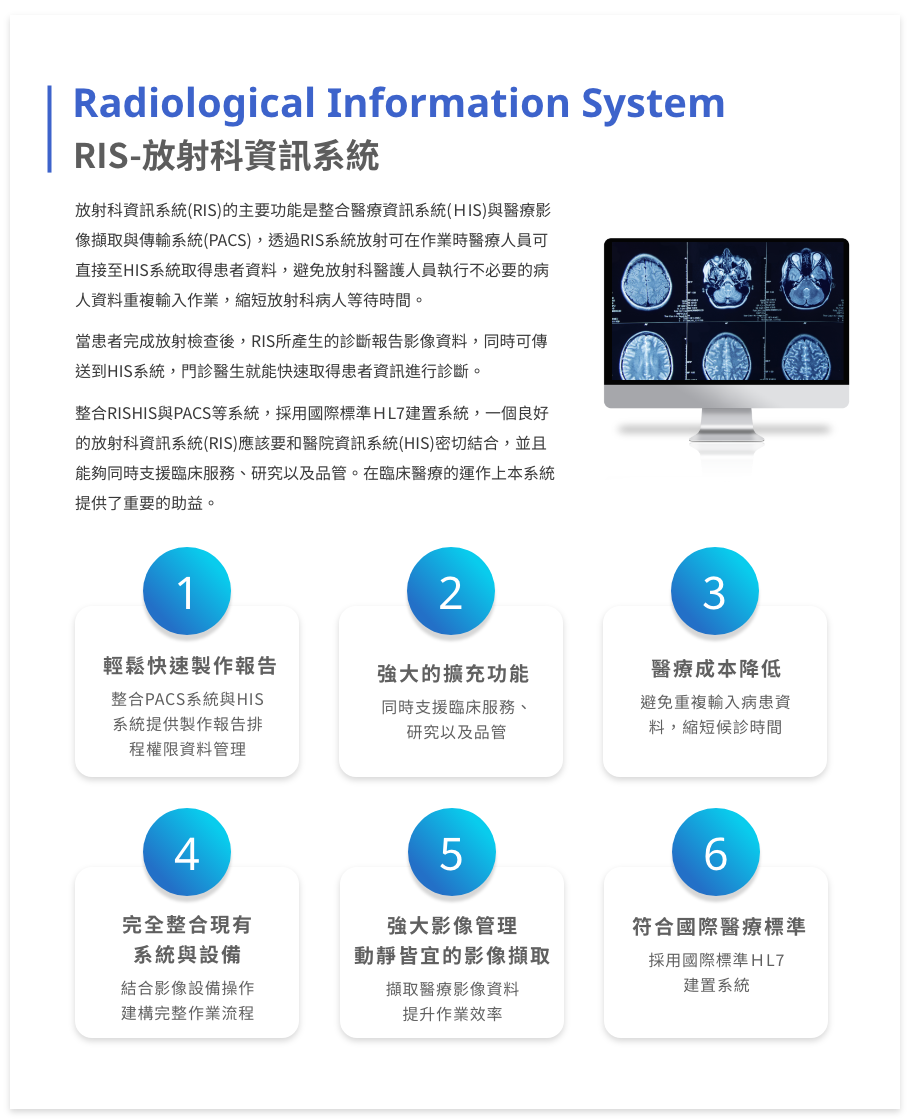 Radiological Information System
RIS-放射科資訊系統
放射科資訊系統(RIS)的主要功能是整合醫療資訊系統(ＨIS)與醫療影
像擷取與傳輸系統(PACS)，透過RIS系統放射可在作業時醫療人員可
直接至HIS系統取得患者資料，避免放射科醫護人員執行不必要的病
人資料重複輸入作業，縮短放射科病人等待時間。
當患者完成放射檢查後，RIS所產生的診斷報告影像資料，同時可傳
送到HIS系統，門診醫生就能快速取得患者資訊進行診斷。
整合RISHIS與PACS等系統，採用國際標準ＨL7建置系統，一個良好
的放射科資訊系統(RIS)應該要和醫院資訊系統(HIS)密切結合，並且
能夠同時支援臨床服務、研究以及品管。在臨床醫療的運作上本系統
提供了重要的助益。
1
輕鬆快速製作報告
整合PACS系統與HIS
系統提供製作報告排
程權限資料管理
2
強大的擴充功能
同時支援臨床服務、
研究以及品管
3
醫療成本降低
避免重複輸入病患資
料，縮短候診時間
4
完全整合現有
系統與設備
結合影像設備操作
建構完整作業流程
5
強大影像管理
動靜皆宜的影像擷取
擷取醫療影像資料
提升作業效率
6
符合國際醫療標準
採用國際標準ＨL7
建置系統